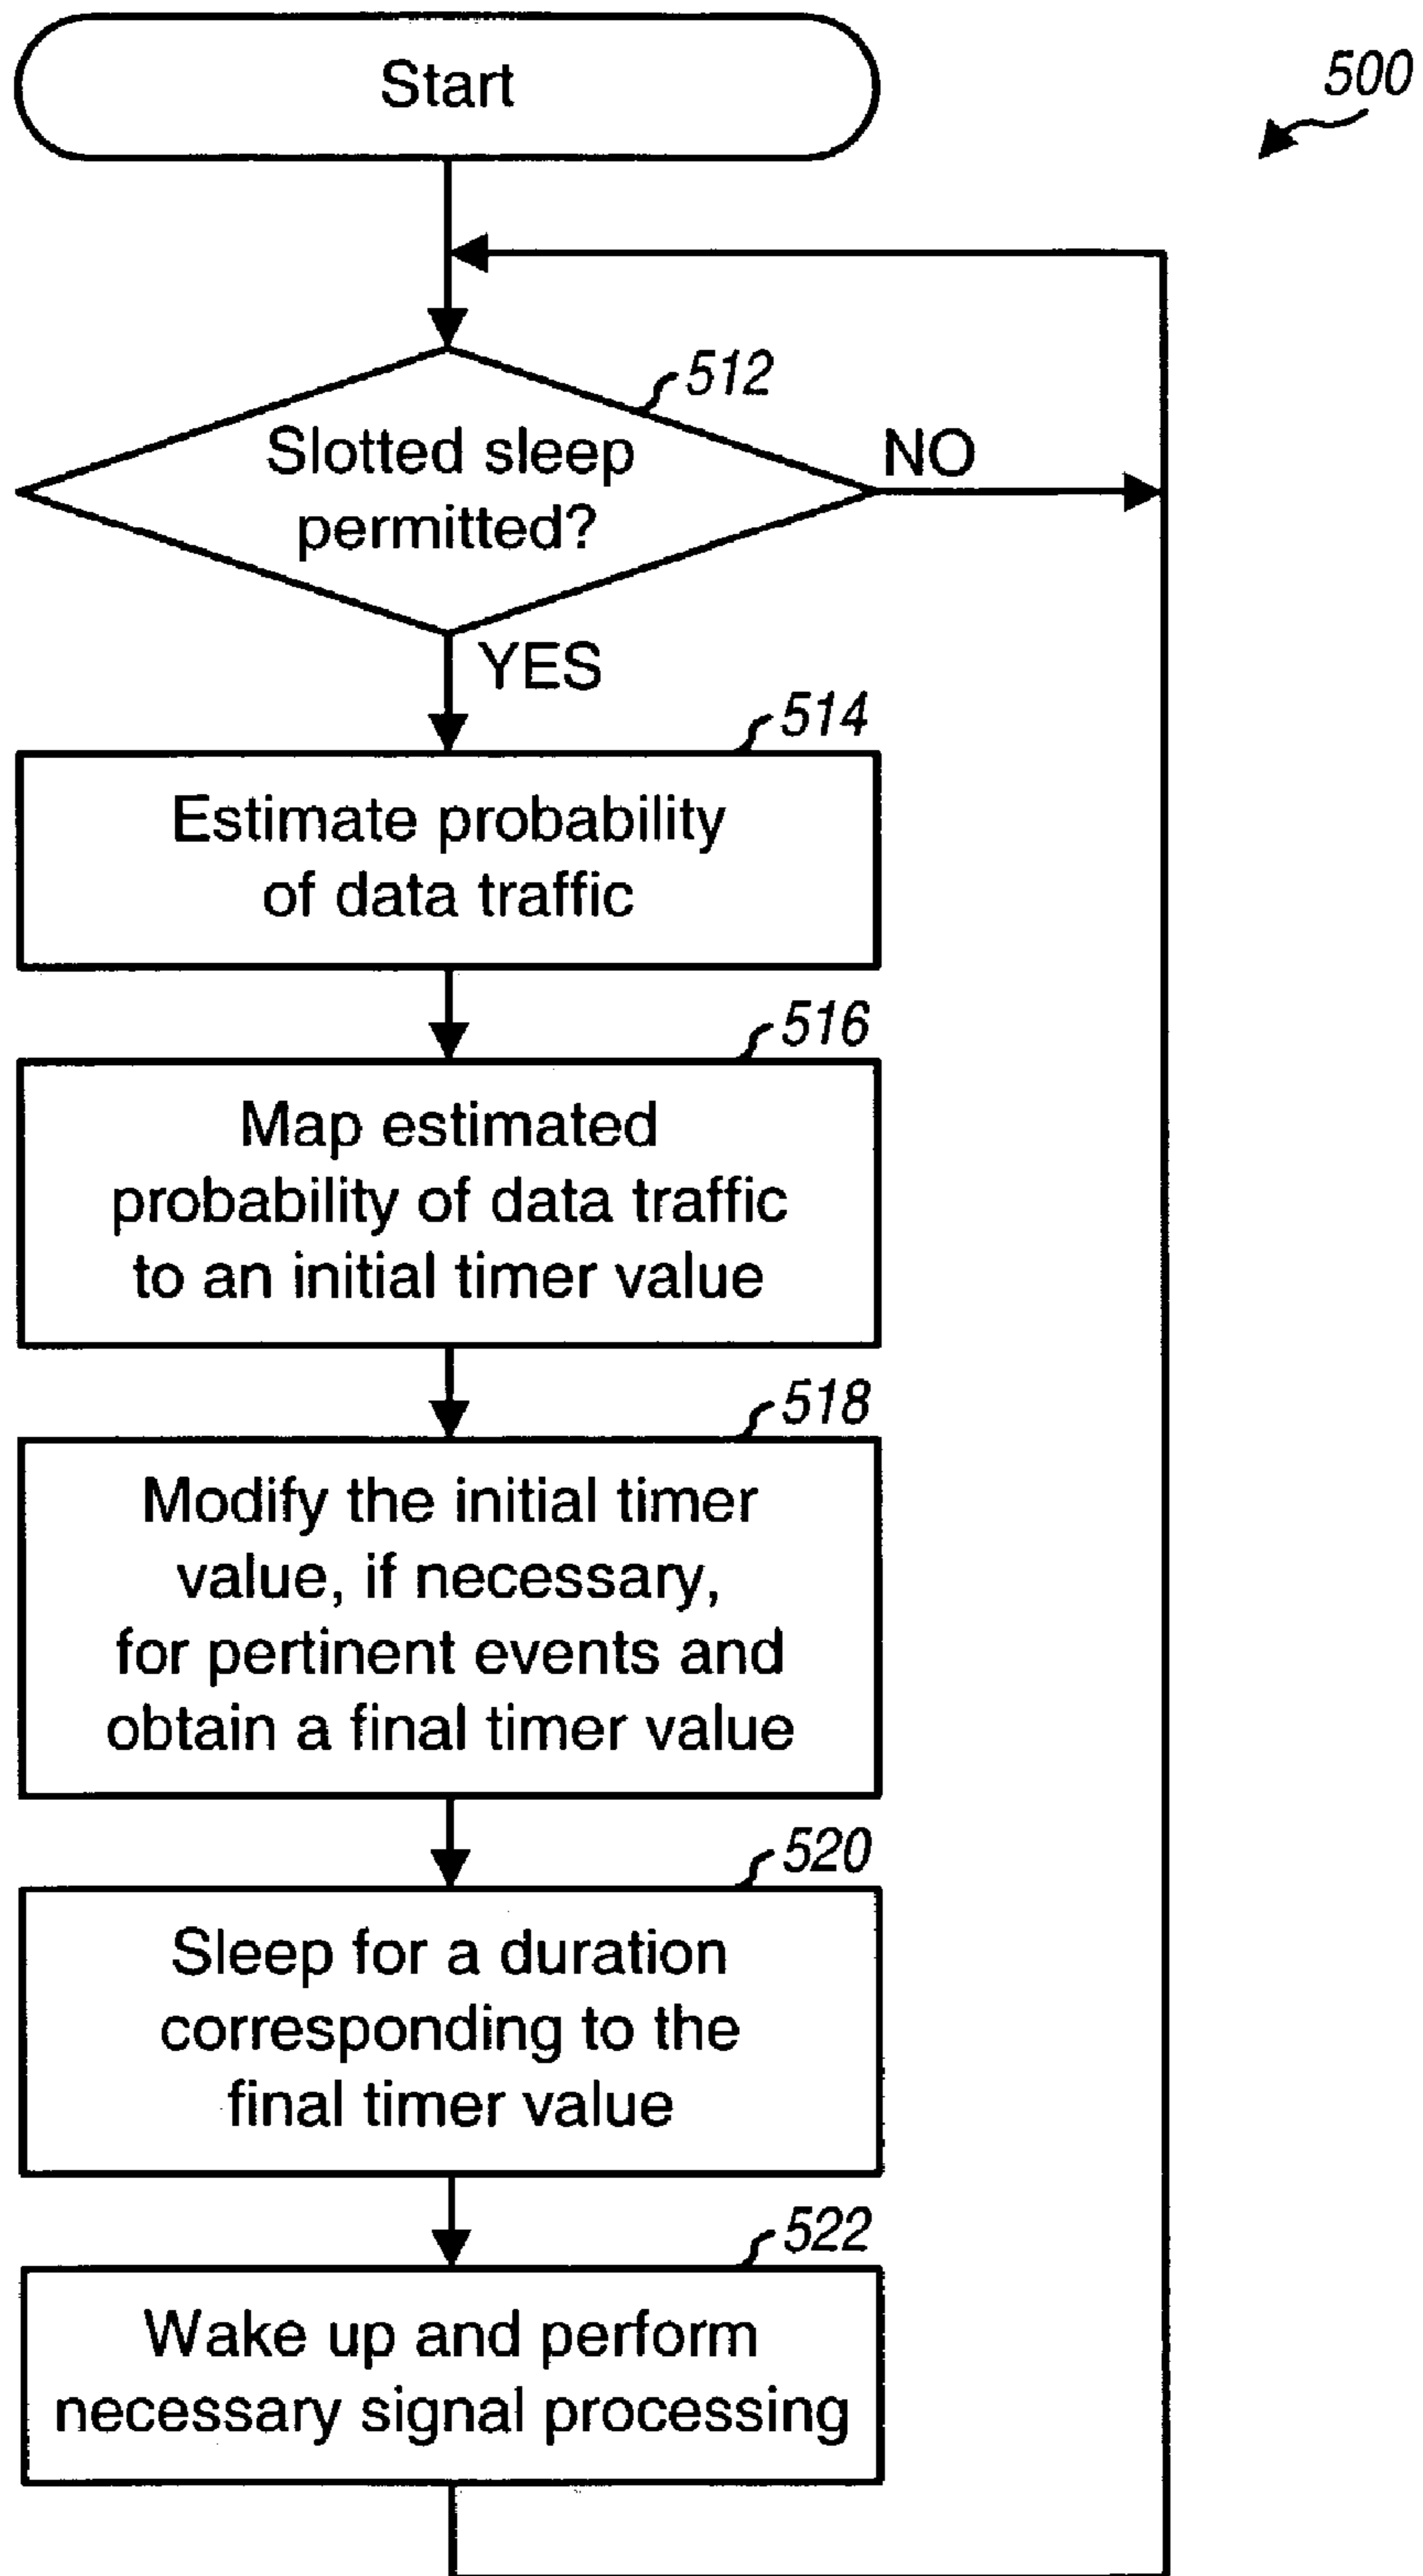 Start
500
512
Slotted sleep
permitted?
NO
YES
514
Estimate probability
of data traffic
516
Map estimated
probability of data traffic
to an initial timer value
518
Modify the initial timer
value, if necessary,
for pertinent events and
obtain a final timer value
520
Sleep for a duration
corresponding to the
final timer value
522
Wake up and perform
necessary signal processing